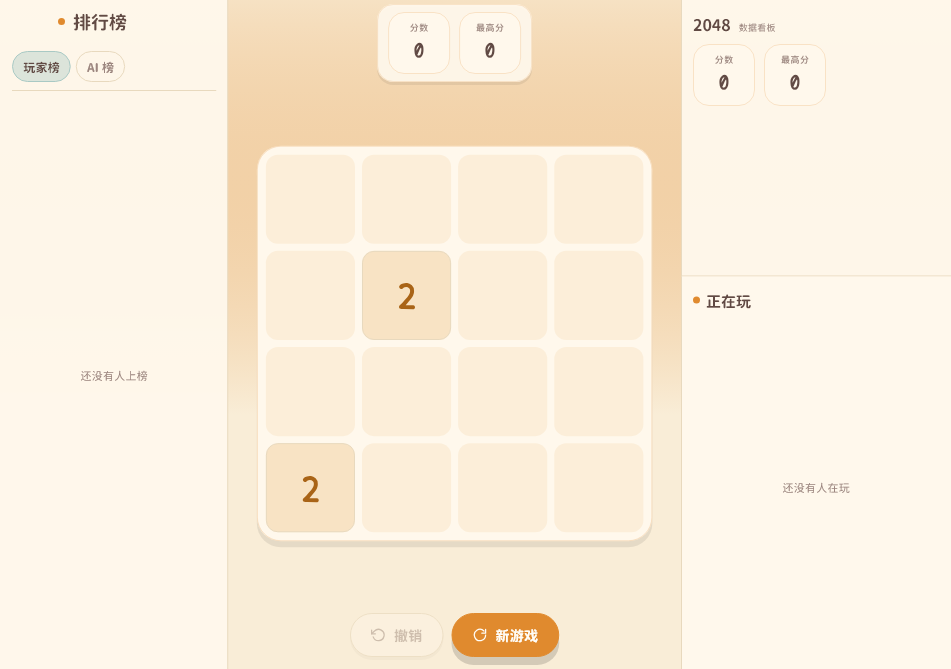 排行榜
玩家榜
AI 榜
还没有人上榜
分数
0
最高分
0
2
2
撤销
新游戏
2048 数据看板
分数
0
最高分
0
正在玩
还没有人在玩